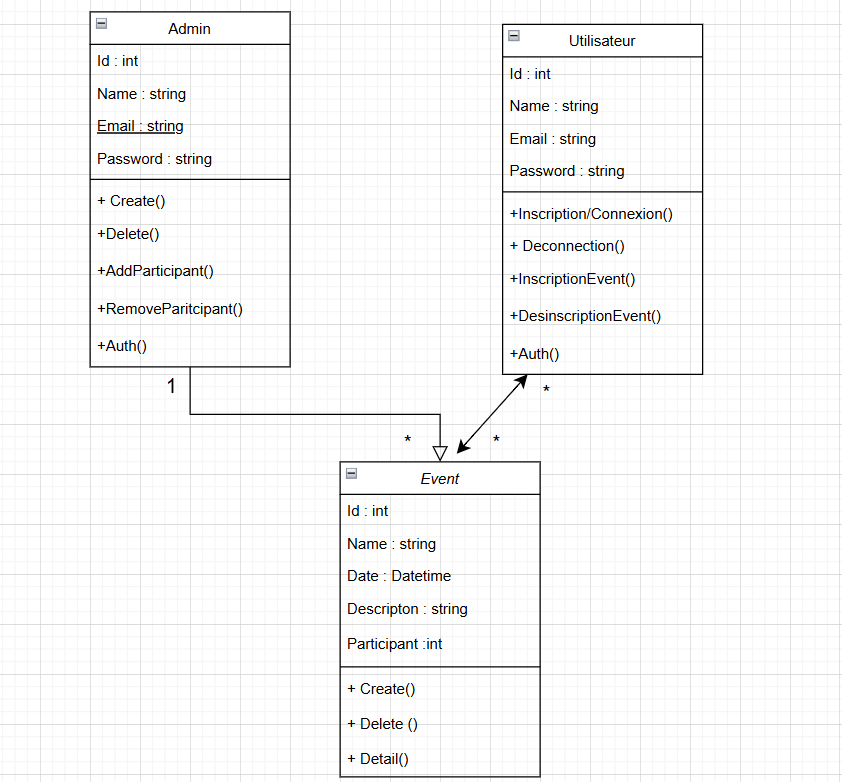 Admin
Id : int
Name : string
Email : string
Password : string
+ Create()
+Delete()
+AddParticipant()
+RemoveParitcipant()
+Auth()
1
*
Utilisateur
Id : int
Name : string
Email : string
Password : string
+Inscription/Connexion()
+ Deconnection()
+InscriptionEvent()
+DesinscriptionEvent()
+Auth()
*
*
Event
Id : int
Name : string
Date : Datetime
Descripton : string
Participant :int
+ Create()
+ Delete ()
+ Detail()